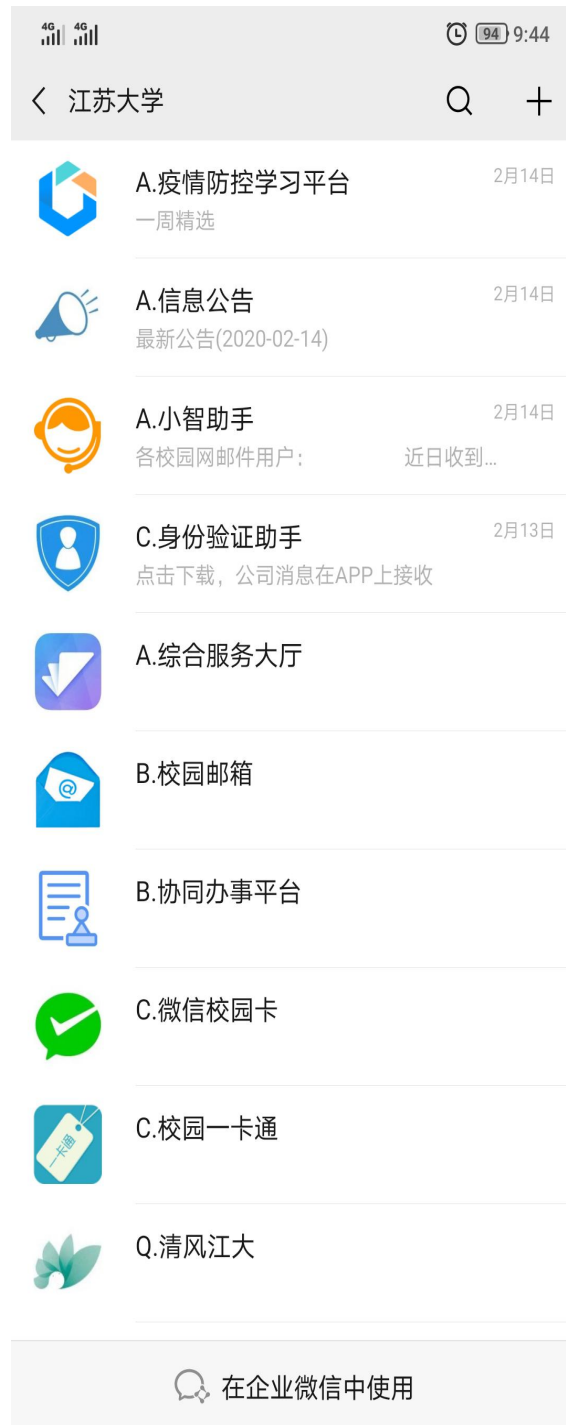 4G 4G 94 9:44
江苏大学
A.疫情防控学习平台 2月14日
一周精选
A.信息公告 2月14日
最新公告(2020-02-14)
A.小智助手 2月14日
各校园网邮件用户: 近日收到...
C.身份验证助手 2月13日
点击下载，公司消息在APP上接收
A.综合服务大厅
B.校园邮箱
@
B.协同办事平台
C.微信校园卡
C.校园一卡通
一卡通
Q.清风江大
在企业微信中使用